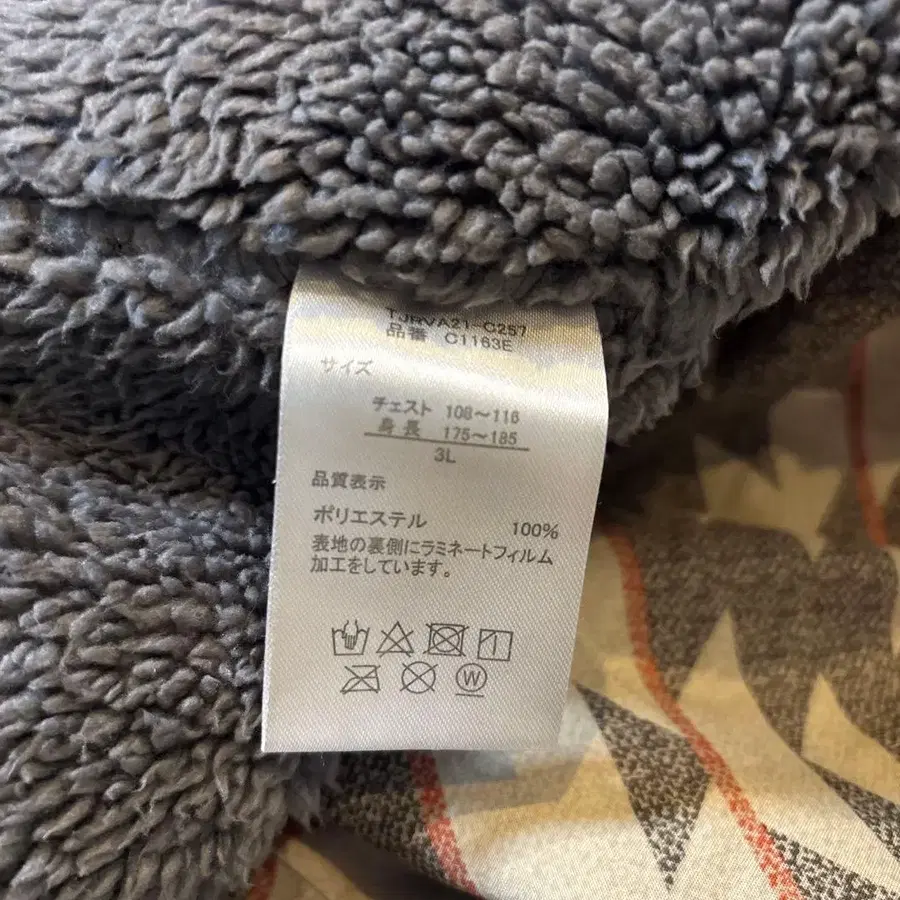 TJRVA21-C257
品番 C1163E
サイズ
チェスト 108〜116
身長 175〜185
3L
品質表示
ポリエステル 100%
表地の裏側にラミネートフィルム
加工をしています。
W